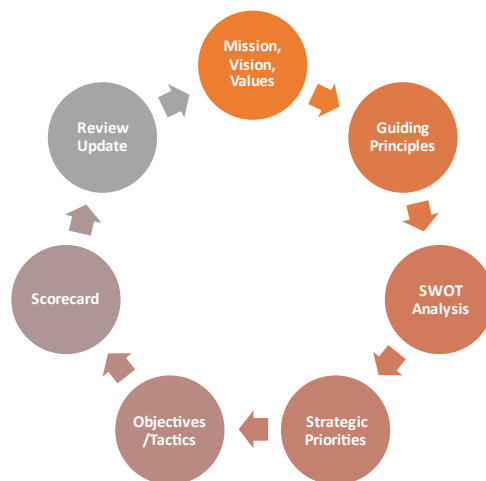 Mission,
Vision,
Values
Guiding
Principles
SWOT
Analysis
Strategic
Priorities
Objectives
/Tactics
Scorecard
Review
Update